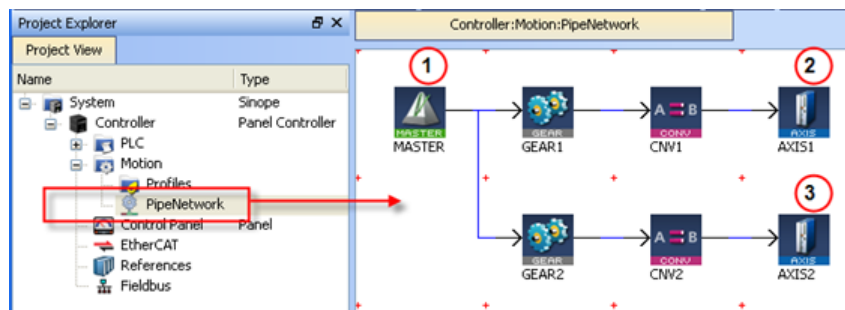 Project Explorer
Project View
Name Type
System Sinope
Controller Panel Controller
PLC
Motion
Profiles
PipeNetwork
Control Panel Panel
EtherCAT
References
Fieldbus
Controller:Motion:PipeNetwork
1
2
MASTER
MASTER
GEAR
GEAR1
A B
CONV
CNV1
AXIS
AXIS1
3
GEAR
GEAR2
A B
CONV
CNV2
AXIS
AXIS2